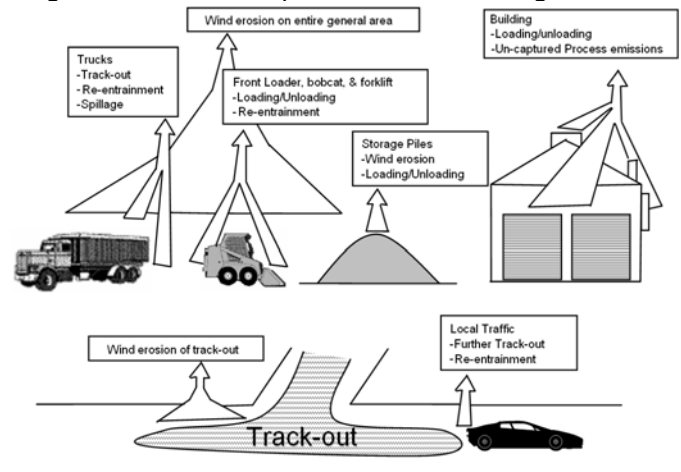 Wind erosion on entire general area
Building
-Loading/unloading
-Un-captured Process emissions
Trucks
-Track-out
-Re-entrainment
-Spillage
Front Loader, bobcat, & forklift
-Loading/Unloading
-Re-entrainment
Storage Piles
-Wind erosion
-Loading/Unloading
Wind erosion of track-out
Local Traffic
-Further Track-out
-Re-entrainment
Track-out